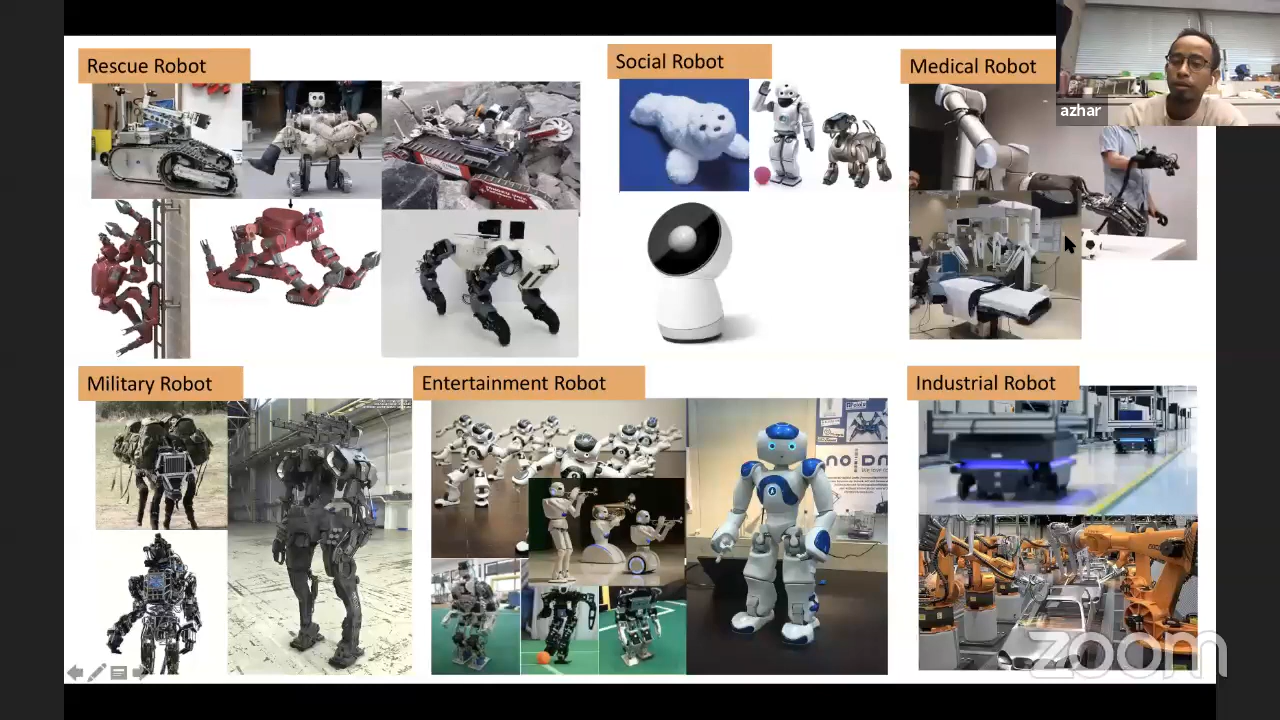 Rescue Robot
Social Robot
Medical Robot
azhar
Military Robot
Entertainment Robot
Industrial Robot
zoom